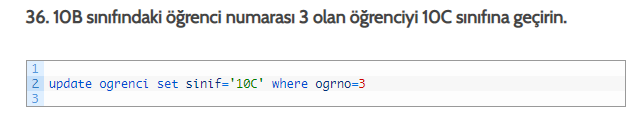 36. 10B sınıfındaki öğrenci numarası 3 olan öğrenciyi 10C sınıfına geçirin.
1
2 update ogrenci set sinif='10C' where ogrno=3
3